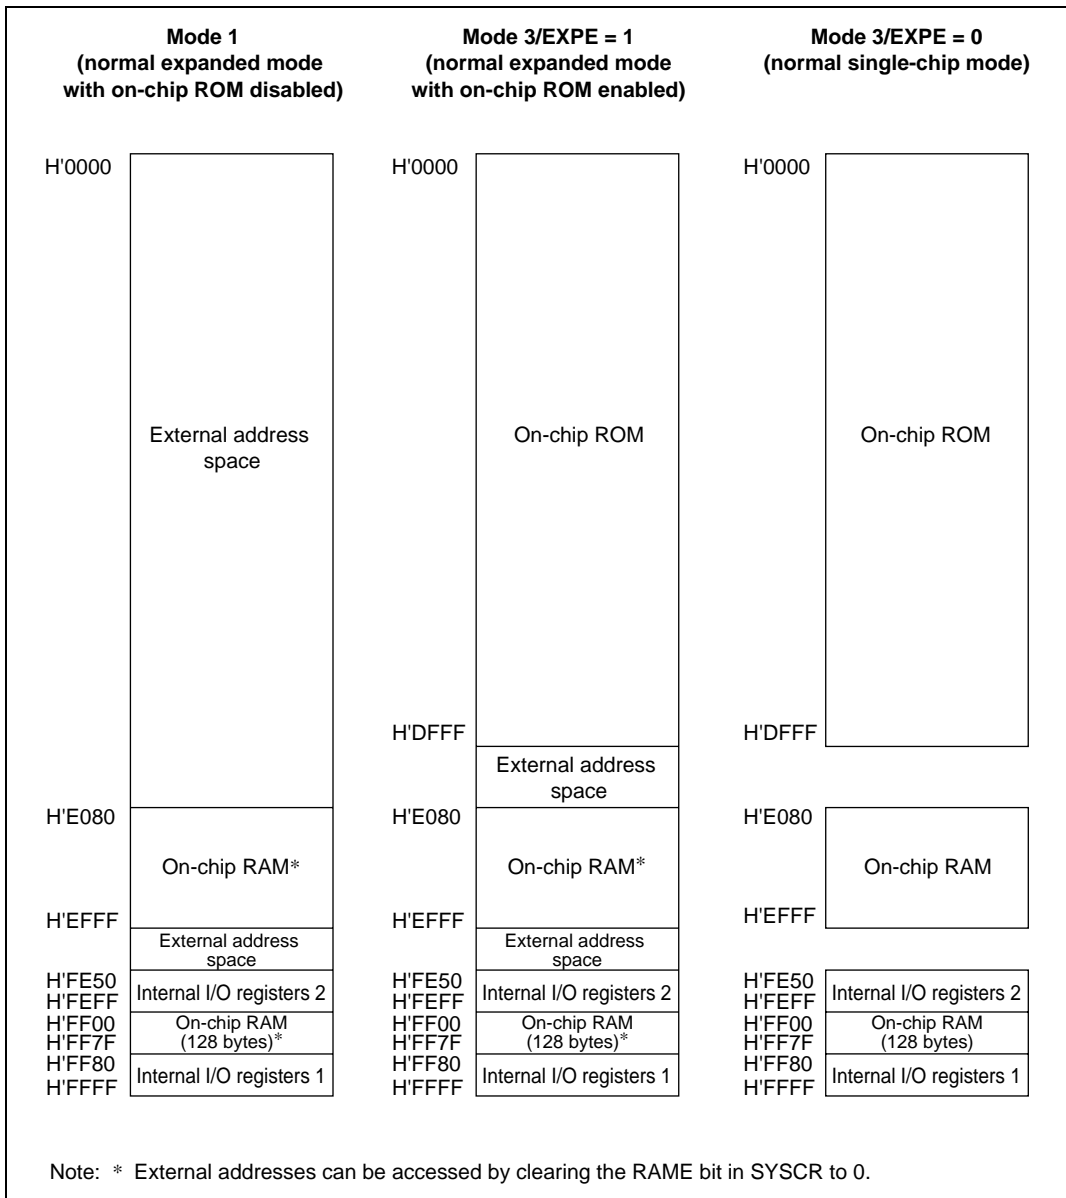 Mode 1
(normal expanded mode
with on-chip ROM disabled)
H'0000
External address
space
H'E080
On-chip RAM*
H'EFFF
External address
space
H'FE50
Internal I/O registers 2
H'FEFF
H'FF00
On-chip RAM
(128 bytes)*
H'FF7F
H'FF80
Internal I/O registers 1
H'FFFF
Mode 3/EXPE = 1
(normal expanded mode
with on-chip ROM enabled)
H'0000
On-chip ROM
H'DFFF
External address
space
H'E080
On-chip RAM*
H'EFFF
External address
space
H'FE50
Internal I/O registers 2
H'FEFF
H'FF00
On-chip RAM
(128 bytes)*
H'FF7F
H'FF80
Internal I/O registers 1
H'FFFF
Mode 3/EXPE = 0
(normal single-chip mode)
H'0000
On-chip ROM
H'DFFF
H'E080
On-chip RAM
H'EFFF
H'FE50
Internal I/O registers 2
H'FEFF
H'FF00
On-chip RAM
(128 bytes)
H'FF7F
H'FF80
Internal I/O registers 1
H'FFFF
Note: * External addresses can be accessed by clearing the RAME bit in SYSCR to 0.